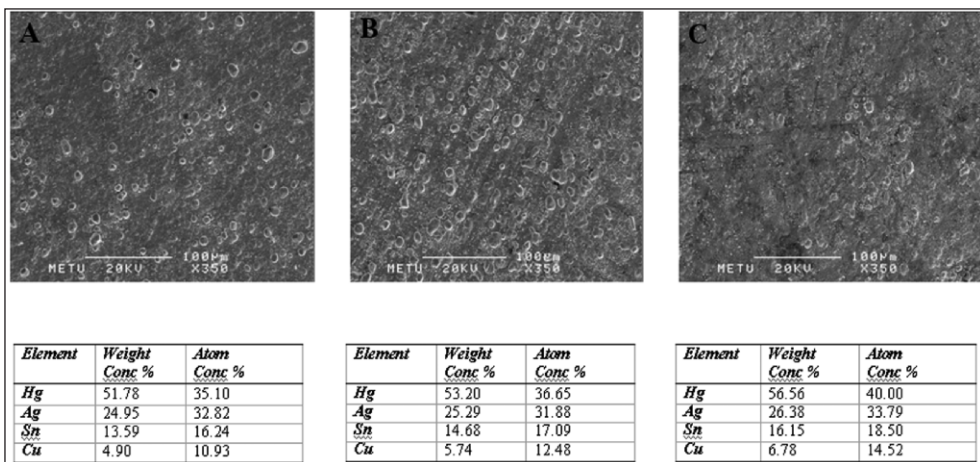 A B C
100µm 100µm 100µm
METU 20KV X350 METU 20KV X350 METU 20KV X350
Element Weight Conc % Atom Conc %
Hg 51.78 35.10
Ag 24.95 32.82
Sn 13.59 16.24
Cu 4.90 10.93
Element Weight Conc % Atom Conc %
Hg 53.20 36.65
Ag 25.29 31.88
Sn 14.68 17.09
Cu 5.74 12.48
Element Weight Conc % Atom Conc %
Hg 56.56 40.00
Ag 26.38 33.79
Sn 16.15 18.50
Cu 6.78 14.52